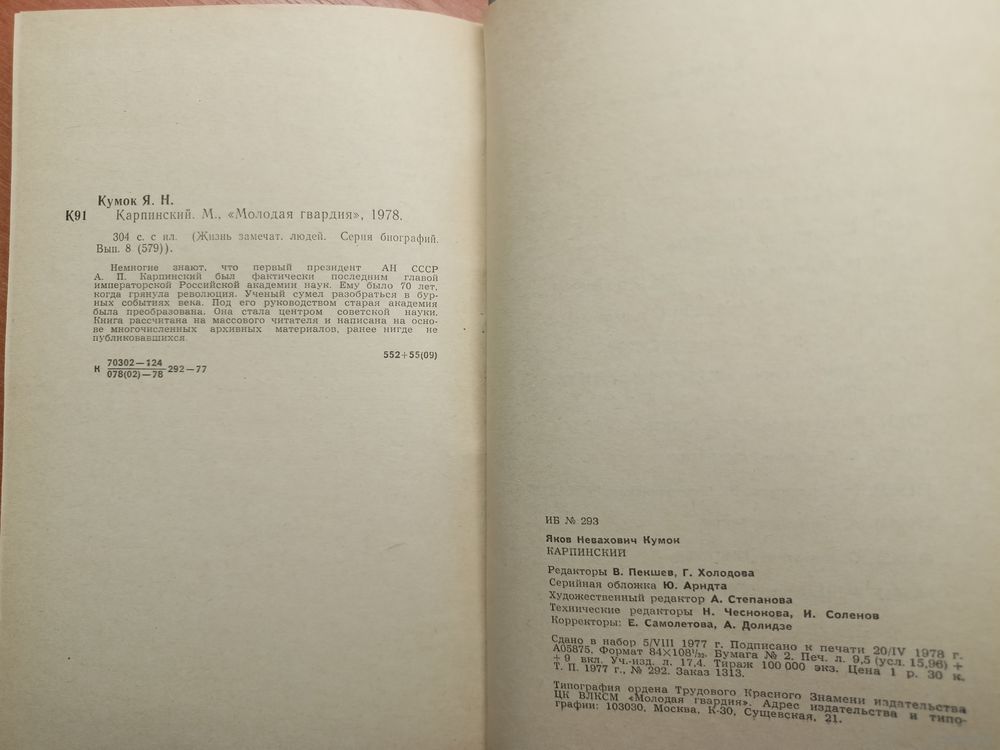 Кумок Я. Н.
К91 Карпинский. М., «Молодая гвардия», 1978.
304 с. с ил. (Жизнь замечат. людей. Серия биографий.
Вып. 8 (579)).
Немногие знают, что первый президент АН СССР
А. П. Карпинский был фактически последним главой
императорской Российской академии наук. Ему было 70 лет,
когда грянула революция. Ученый сумел разобраться в бур-
ных событиях века. Под его руководством старая академия
была преобразована. Она стала центром советской науки.
Книга рассчитана на массового читателя и написана на осно-
ве многочисленных архивных материалов, ранее нигде не
публиковавшихся.
552+55(09)
К 70302—124
078(02)—78 292—77
ИБ № 293
Яков Невахович Кумок
КАРПИНСКИЙ
Редакторы В. Пекшев, Г. Холодова
Серийная обложка Ю. Арндта
Художественный редактор А. Степанова
Технические редакторы Н. Чеснокова, И. Соленов
Корректоры: Е. Самолетова, А. Долидзе
Сдано в набор 5/VIII 1977 г. Подписано к печати 20/IV 1978 г.
А05875. Формат 84×108¹/₃₂. Бумага № 2. Печ. л. 9,5 (усл. 15,96) +
+ 9 вкл. Уч.-изд. л. 17,4. Тираж 100 000 экз. Цена 1 р. 30 к.
Т. П. 1977 г., № 292. Заказ 1313.
Типография ордена Трудового Красного Знамени издательства
ЦК ВЛКСМ «Молодая гвардия». Адрес издательства и типо-
графии: 103030, Москва, К-30, Сущевская, 21.